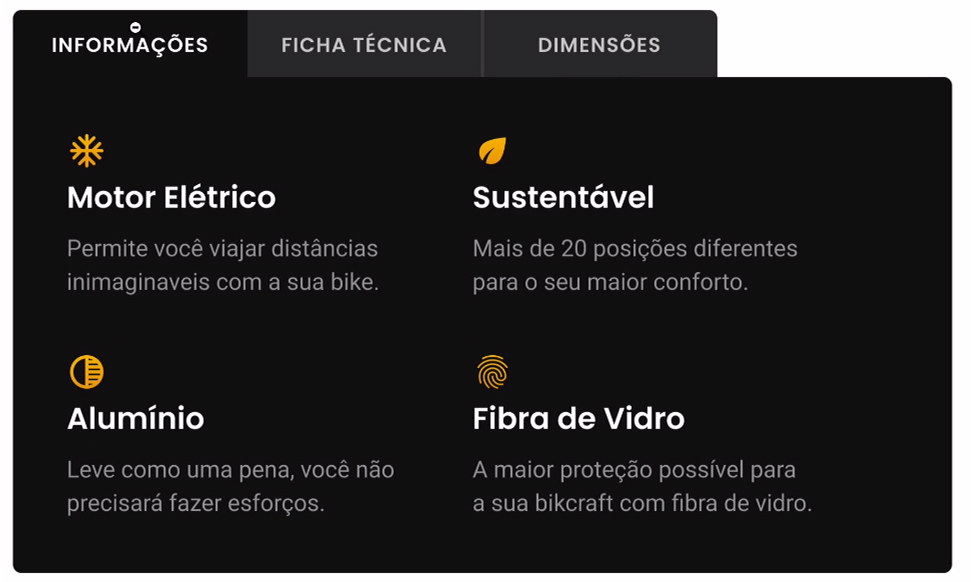 INFORMAÇÕES
FICHA TÉCNICA
DIMENSÕES
Motor Elétrico
Permite você viajar distâncias
inimaginaveis com a sua bike.
Sustentável
Mais de 20 posições diferentes
para o seu maior conforto.
Alumínio
Leve como uma pena, você não
precisará fazer esforços.
Fibra de Vidro
A maior proteção possível para
a sua bikcraft com fibra de vidro.